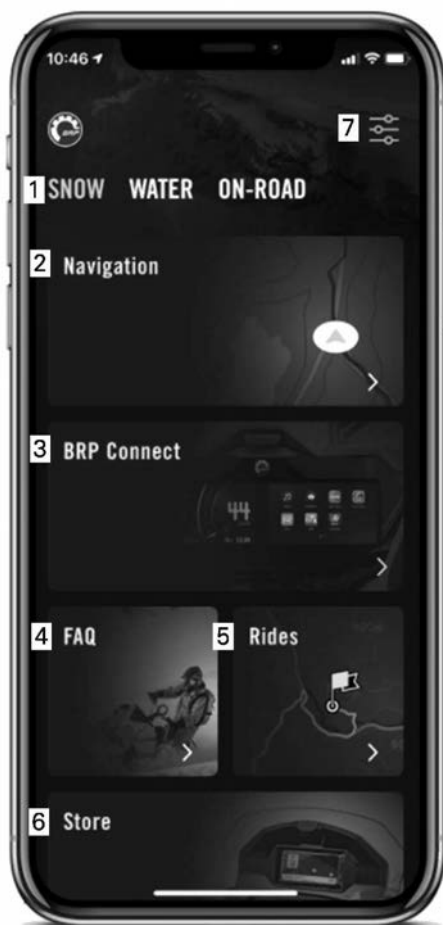 10:46
BRP
7
1 SNOW WATER ON-ROAD
2 Navigation
3 BRP Connect
4 FAQ 5 Rides
6 Store